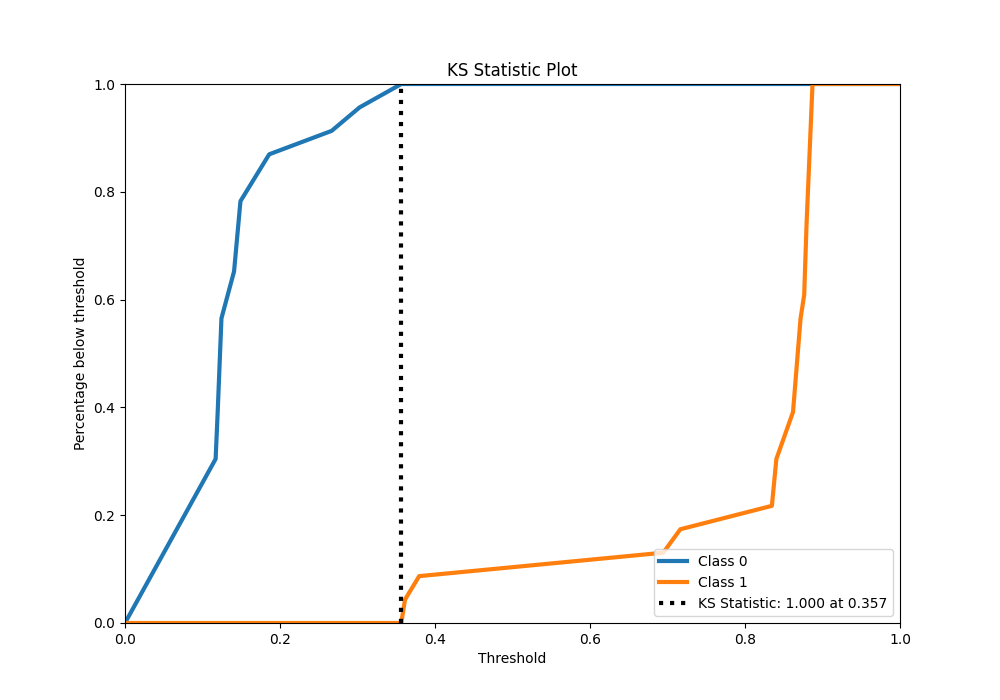 KS Statistic Plot
1.0
0.8
0.6
0.4
0.2
0.0
Percentage below threshold
0.0 0.2 0.4 0.6 0.8 1.0
Threshold
Class 0
Class 1
KS Statistic: 1.000 at 0.357